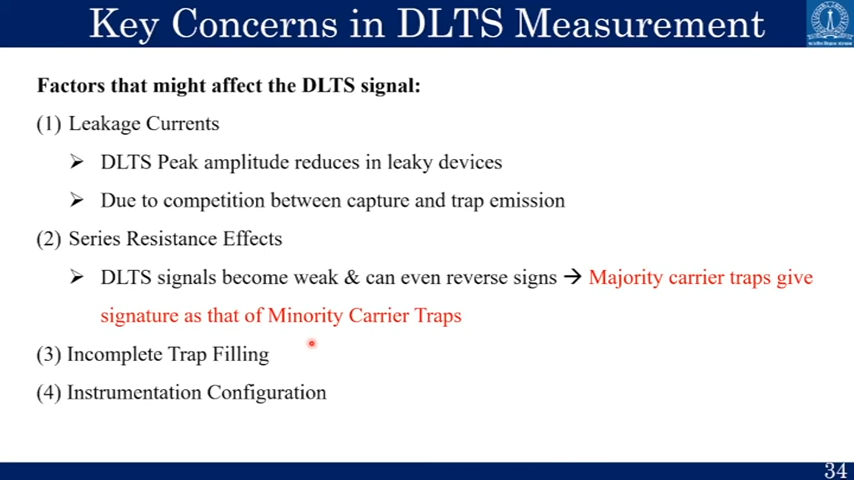 Key Concerns in DLTS Measurement
Factors that might affect the DLTS signal:
(1) Leakage Currents
➢ DLTS Peak amplitude reduces in leaky devices
➢ Due to competition between capture and trap emission
(2) Series Resistance Effects
➢ DLTS signals become weak & can even reverse signs → Majority carrier traps give
signature as that of Minority Carrier Traps
(3) Incomplete Trap Filling
(4) Instrumentation Configuration
34